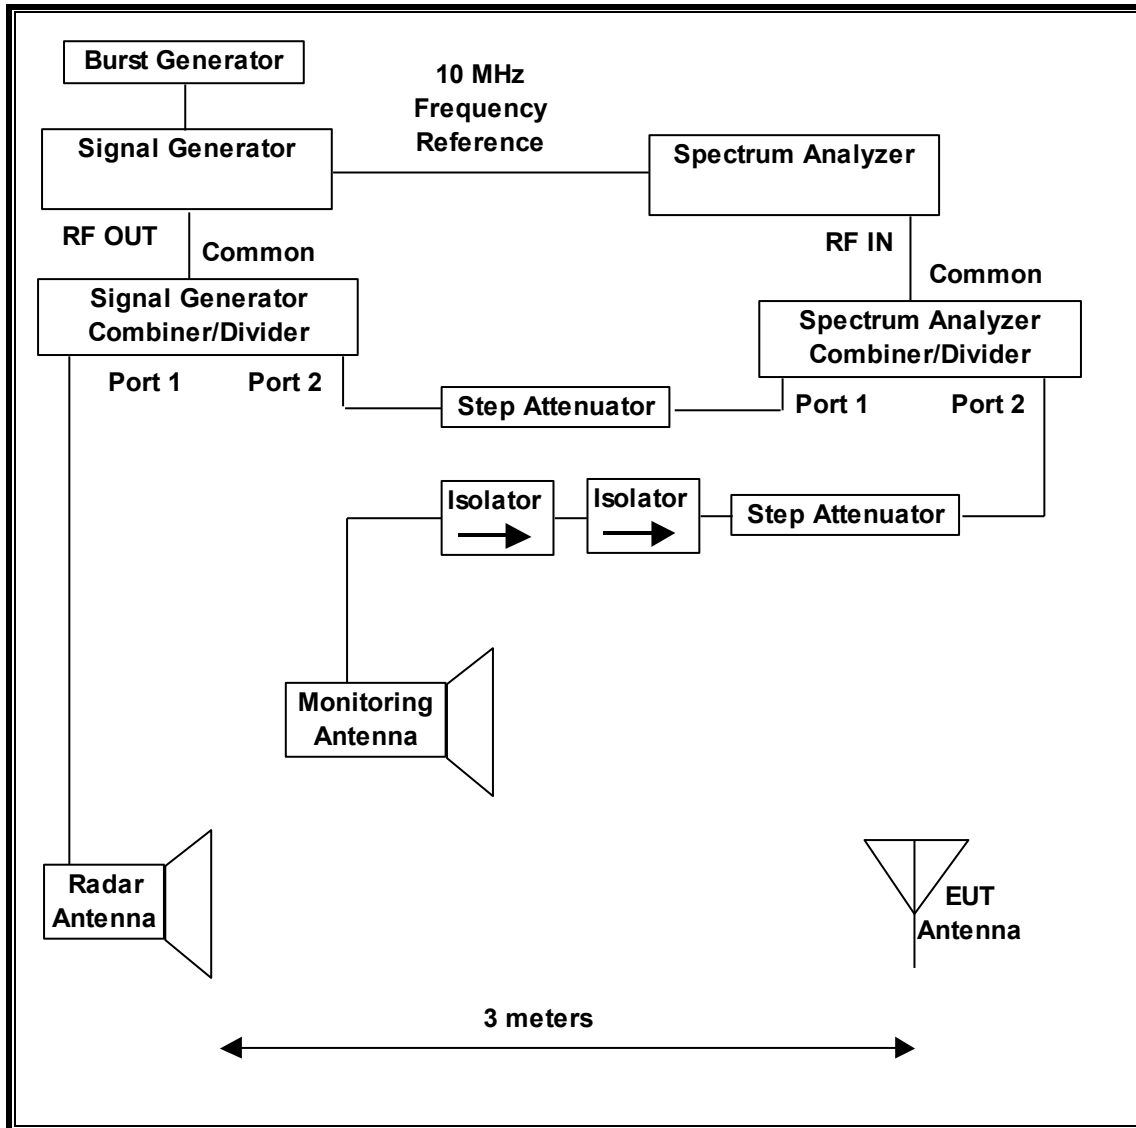 Burst Generator
10 MHz
Frequency
Reference
Signal Generator
Spectrum Analyzer
RF OUT
Common
RF IN
Common
Signal Generator
Combiner/Divider
Spectrum Analyzer
Combiner/Divider
Port 1
Port 2
Step Attenuator
Port 1
Port 2
Isolator
Isolator
Step Attenuator
Monitoring
Antenna
Radar
Antenna
EUT
Antenna
3 meters